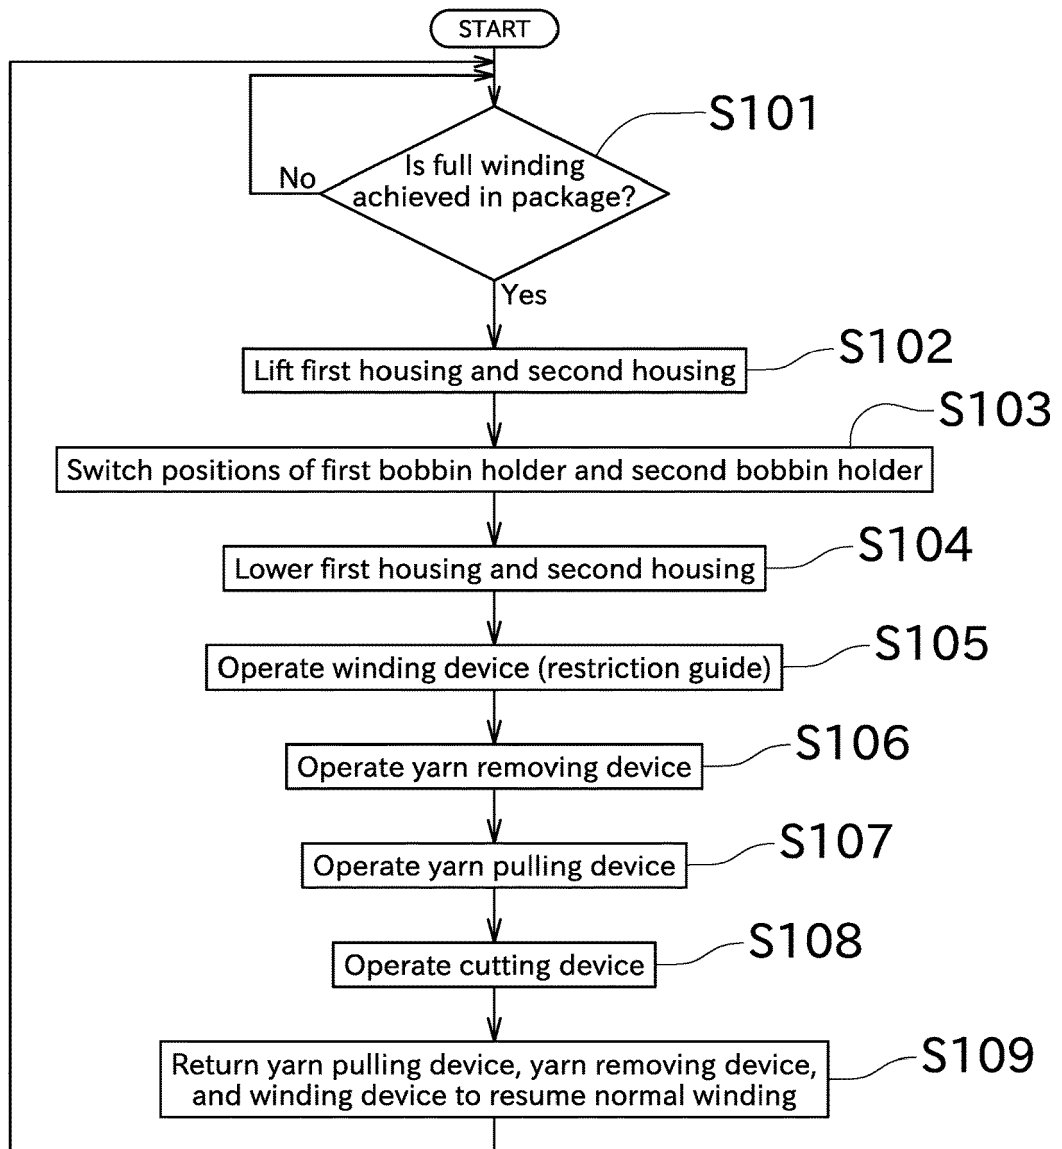 START
S101
Is full winding
achieved in package?
No
Yes
S102
Lift first housing and second housing
S103
Switch positions of first bobbin holder and second bobbin holder
S104
Lower first housing and second housing
S105
Operate winding device (restriction guide)
S106
Operate yarn removing device
S107
Operate yarn pulling device
S108
Operate cutting device
S109
Return yarn pulling device, yarn removing device,
and winding device to resume normal winding